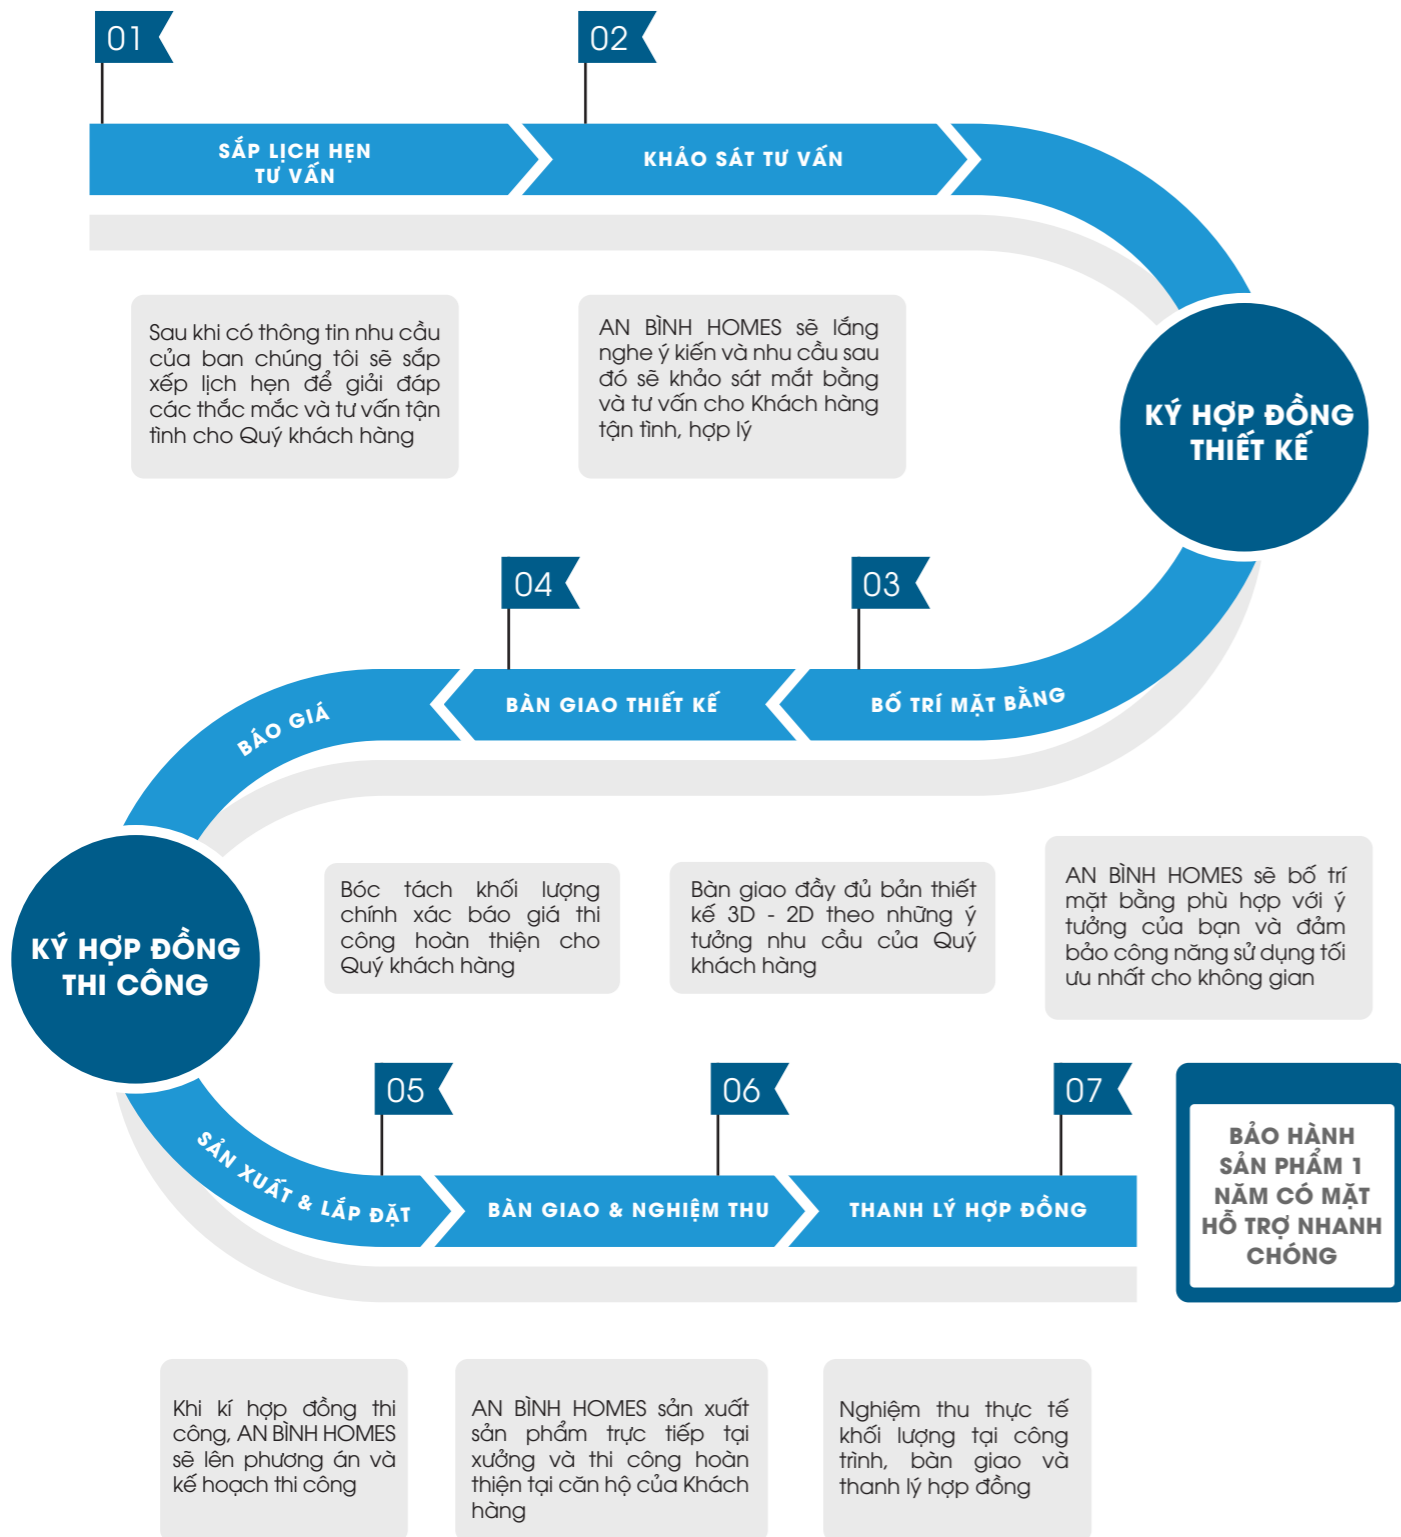 01
02
SẮP LỊCH HẸN
TƯ VẤN
KHẢO SÁT TƯ VẤN
Sau khi có thông tin nhu cầu
của ban chúng tôi sẽ sắp
xếp lịch hẹn để giải đáp
các thắc mắc và tư vấn tận
tình cho Quý khách hàng
AN BÌNH HOMES sẽ lắng
nghe ý kiến và nhu cầu sau
đó sẽ khảo sát mắt bằng
và tư vấn cho Khách hàng
tận tình, hợp lý
KÝ HỢP ĐỒNG
THIẾT KẾ
04
03
BÁO GIÁ
BÀN GIAO THIẾT KẾ
BỐ TRÍ MẶT BẰNG
KÝ HỢP ĐỒNG
THI CÔNG
Bóc tách khối lượng
chính xác báo giá thi
công hoàn thiện cho
Quý khách hàng
Bàn giao đầy đủ bản thiết
kế 3D - 2D theo những ý
tưởng nhu cầu của Quý
khách hàng
AN BÌNH HOMES sẽ bố trí
mặt bằng phù hợp với ý
tưởng của bạn và đảm
bảo công năng sử dụng tối
ưu nhất cho không gian
05
06
07
SẢN XUẤT & LẮP ĐẶT
BÀN GIAO & NGHIỆM THU
THANH LÝ HỢP ĐỒNG
BẢO HÀNH
SẢN PHẨM 1
NĂM CÓ MẶT
HỖ TRỢ NHANH
CHÓNG
Khi kí hợp đồng thi
công, AN BÌNH HOMES
sẽ lên phương án và
kế hoạch thi công
AN BÌNH HOMES sản xuất
sản phẩm trực tiếp tại
xưởng và thi công hoàn
thiện tại căn hộ của Khách
hàng
Nghiệm thu thực tế
khối lượng tại công
trình, bàn giao và
thanh lý hợp đồng